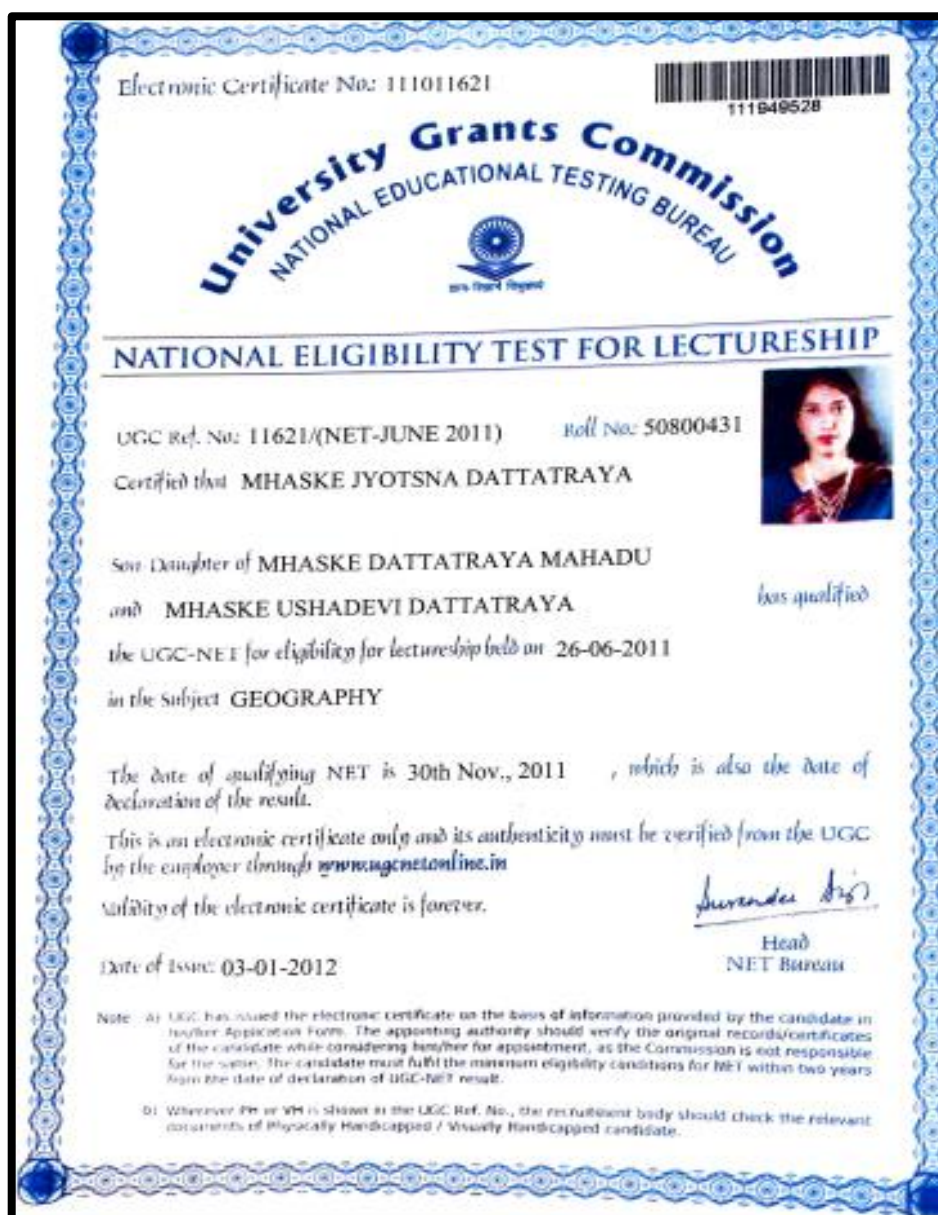 Electronic Certificate No.: 111011621
111949528
University Grants Commission
NATIONAL EDUCATIONAL TESTING BUREAU
ज्ञान-विज्ञानं विमुक्तये
NATIONAL ELIGIBILITY TEST FOR LECTURESHIP
UGC Ref. No.: 11621/(NET-JUNE 2011) Roll No.: 50800431
Certified that MHASKE JYOTSNA DATTATRAYA
Son-Daughter of MHASKE DATTATRAYA MAHADU
and MHASKE USHADEVI DATTATRAYA has qualified
the UGC-NET for eligibility for lectureship held on 26-06-2011
in the Subject GEOGRAPHY
The date of qualifying NET is 30th Nov., 2011 , which is also the date of
declaration of the result.
This is an electronic certificate only and its authenticity must be verified from the UGC
by the employer through www.ugcnetonline.in
Validity of the electronic certificate is forever.
Head
Date of Issue: 03-01-2012 NET Bureau
Note A) UGC has issued the electronic certificate on the basis of information provided by the candidate in
his/her Application Form. The appointing authority should verify the original records/certificates
of the candidate while considering him/her for appointment, as the Commission is not responsible
for the same. The candidate must fulfil the minimum eligibility conditions for NET within two years
from the date of declaration of UGC-NET result.
b) Wherever PH or VH is shown in the UGC Ref. No., the recruitment body should check the relevant
documents of Physically Handicapped / Visually Handicapped candidate.